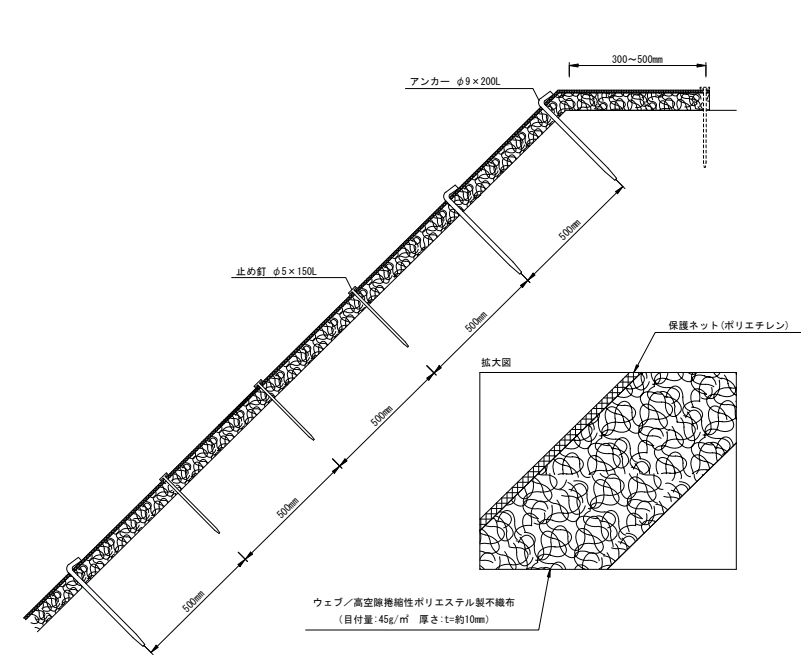 300～500mm
アンカー φ9×200L
500mm
止め釘 φ5×150L
500mm
保護ネット(ポリエチレン)
拡大図
500mm
500mm
500mm
ウェブ／高空隙捲縮性ポリエステル製不織布
(目付量:45g/㎡ 厚さ:t=約10mm)